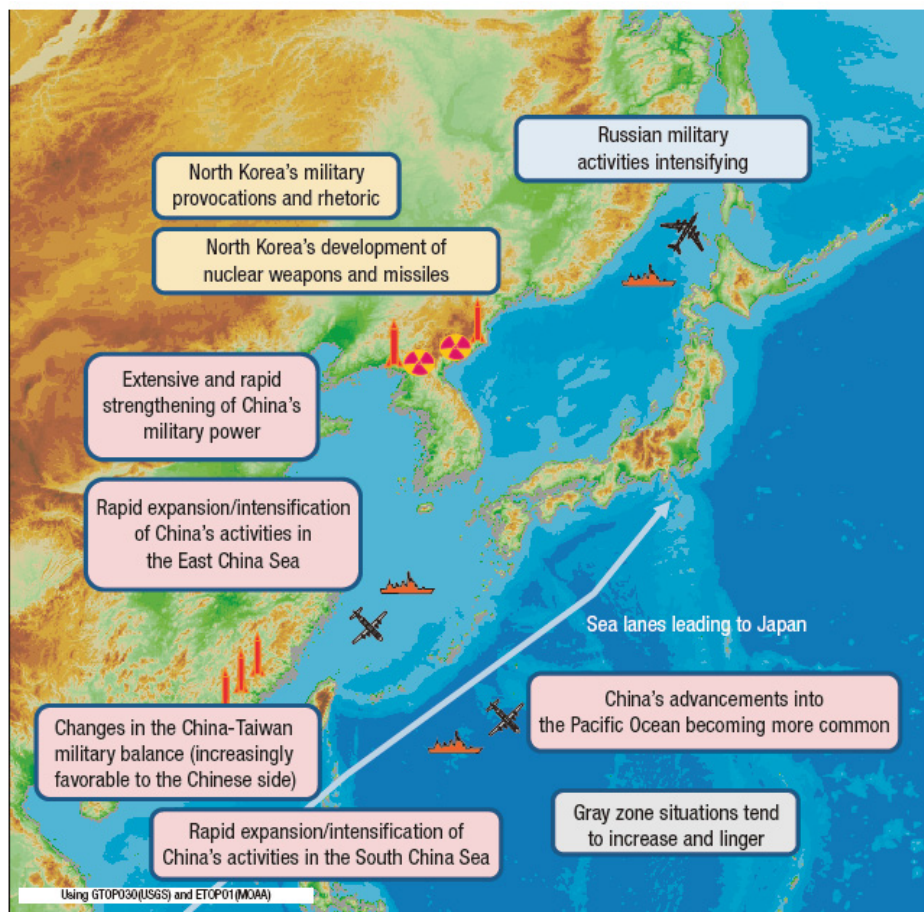 Russian military
activities intensifying
North Korea's military
provocations and rhetoric
North Korea's development of
nuclear weapons and missiles
Extensive and rapid
strengthening of China's
military power
Rapid expansion/intensification
of China's activities in
the East China Sea
Sea lanes leading to Japan
China's advancements into
the Pacific Ocean becoming more common
Changes in the China-Taiwan
military balance (increasingly
favorable to the Chinese side)
Gray zone situations tend
to increase and linger
Rapid expansion/intensification of
China's activities in the South China Sea
Using GTOPO30(USGS) and ETOP01(MOAA)